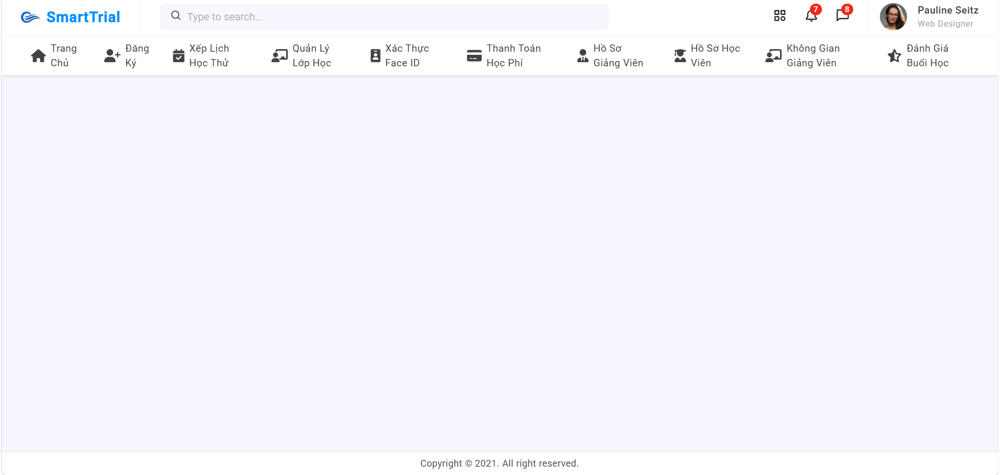 SmartTrial
Type to search...
7
8
Pauline Seitz
Web Designer
Trang
Chủ
Đăng
Ký
Xếp Lịch
Học Thử
Quản Lý
Lớp Học
Xác Thực
Face ID
Thanh Toán
Học Phí
Hồ Sơ
Giảng Viên
Hồ Sơ Học
Viên
Không Gian
Giảng Viên
Đánh Giá
Buổi Học
Copyright © 2021. All right reserved.